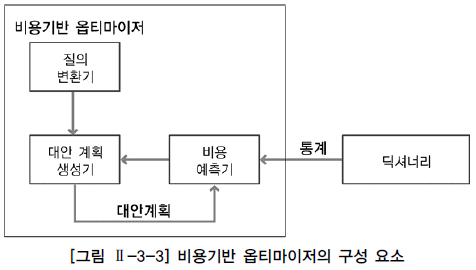 비용기반 옵티마이저
질의
변환기
대안 계획
생성기
비용
예측기
통계
딕셔너리
대안계획
[그림 Ⅱ-3-3] 비용기반 옵티마이저의 구성 요소